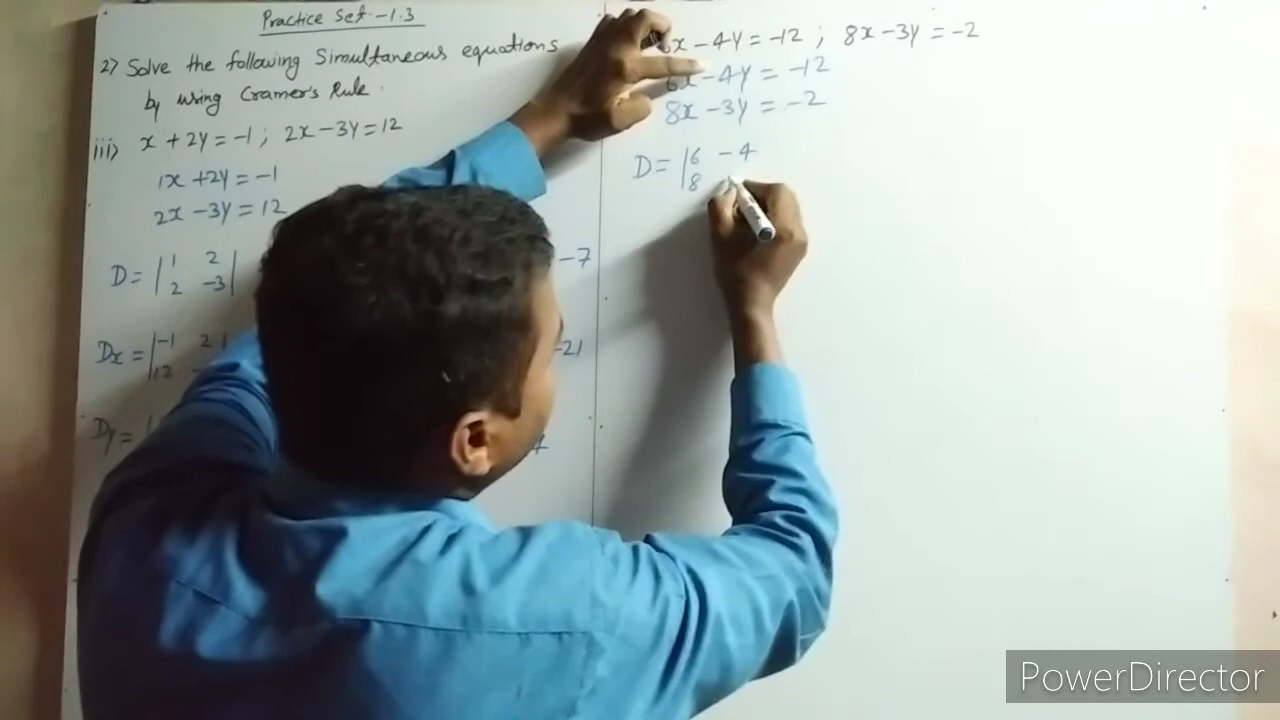 Practice Set-1.3
2) Solve the following Simultaneous equations
by using Cramer's Rule.
iii) x + 2y = -1 ; 2x - 3y = 12
1x + 2y = -1
2x - 3y = 12
D = | 1 2 |
| 2 -3 |
-7
Dx = | -1 2 |
12
-21
Dy = |
x - 4y = -12 ; 8x - 3y = -2
6x - 4y = -12
8x - 3y = -2
D = | 6 -4
| 8
PowerDirector